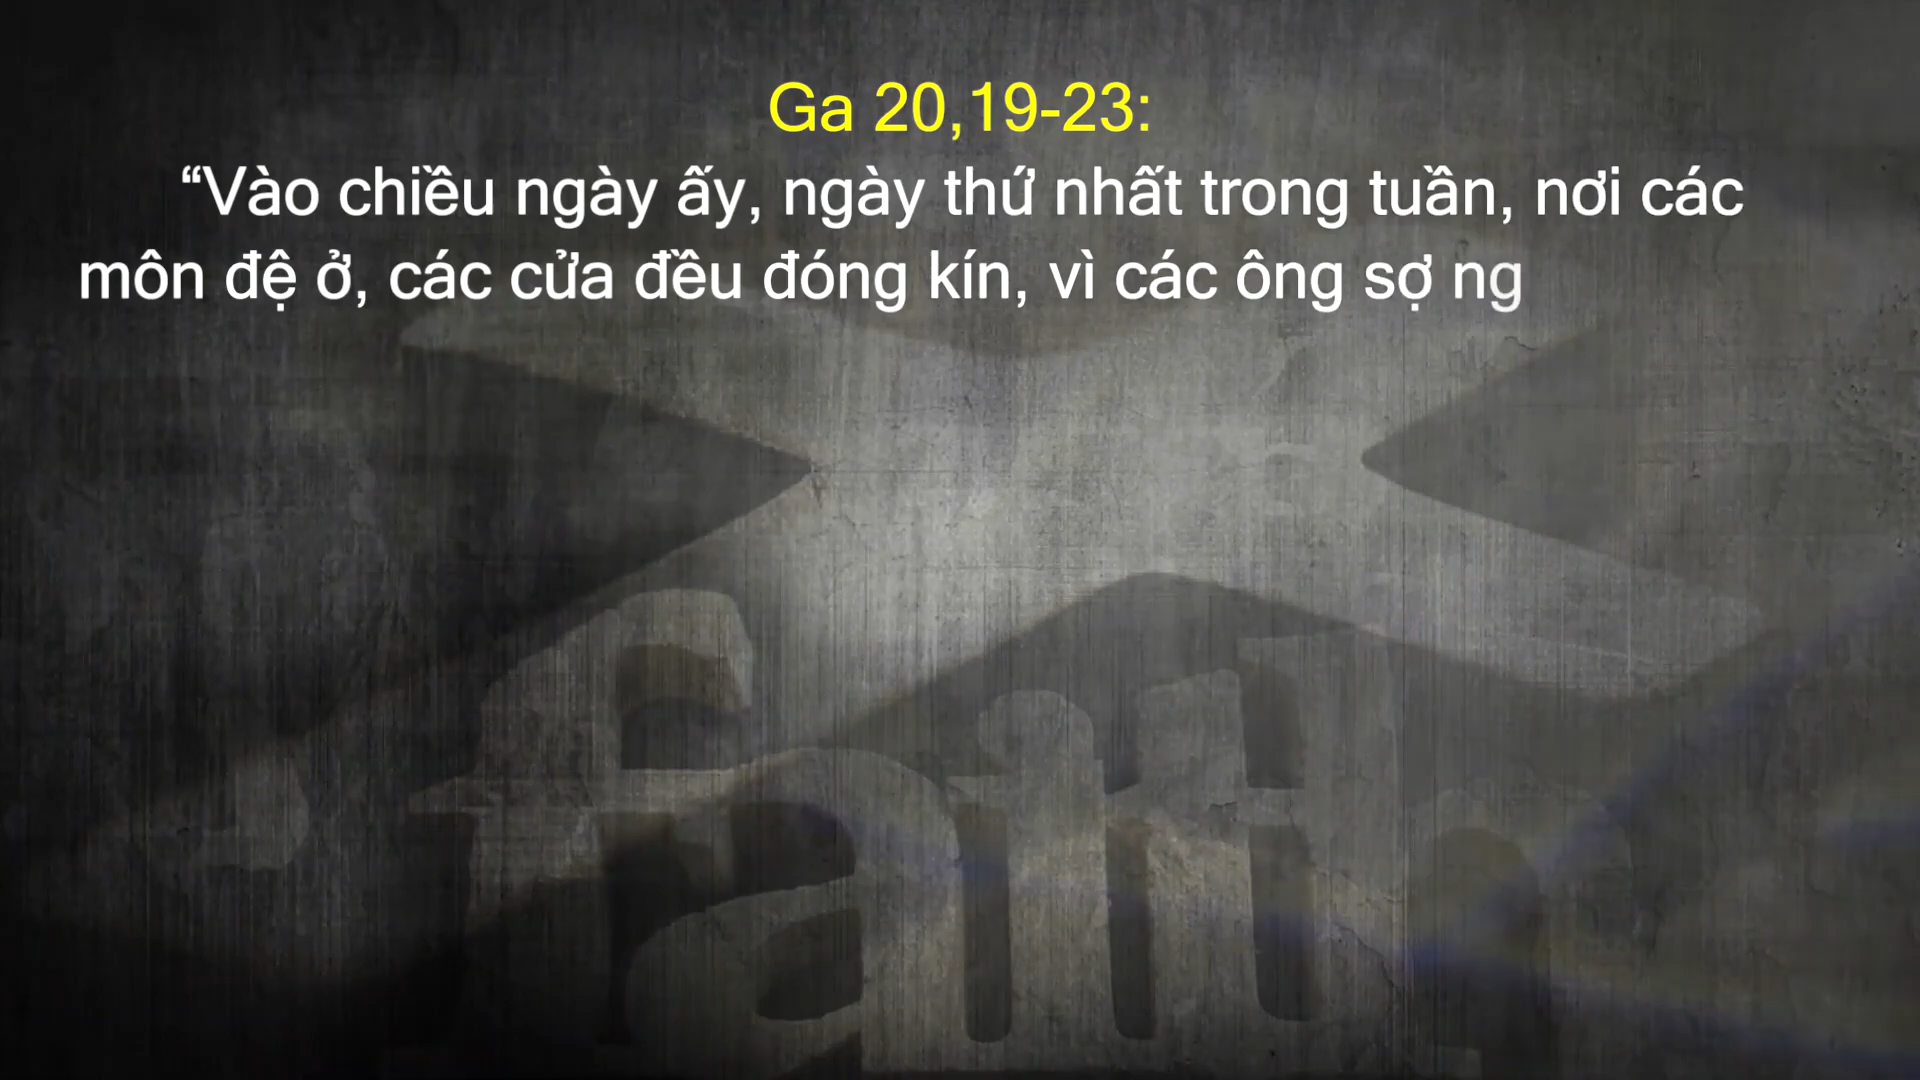 Ga 20,19-23:
“Vào chiều ngày ấy, ngày thứ nhất trong tuần, nơi các
môn đệ ở, các cửa đều đóng kín, vì các ông sợ ng